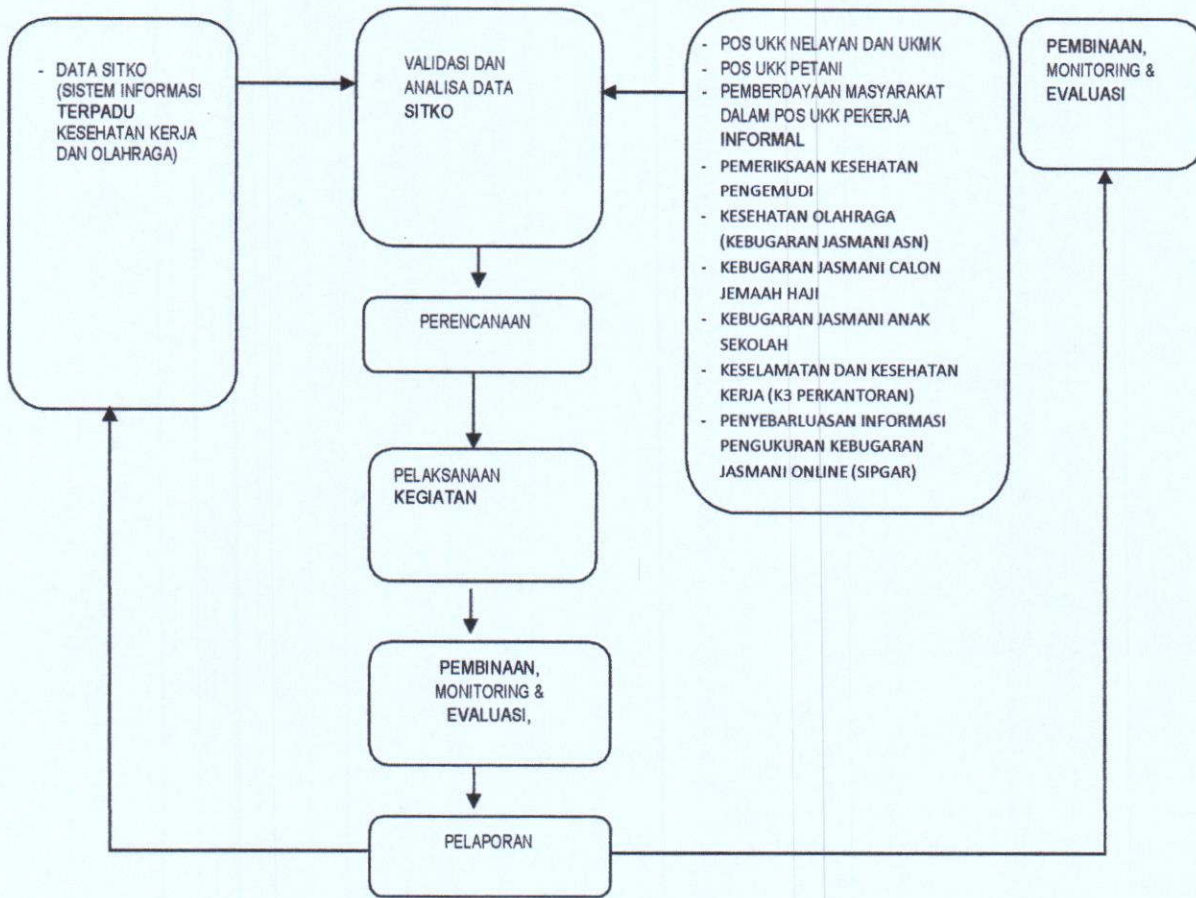 - DATA SITKO
(SISTEM INFORMASI
TERPADU
KESEHATAN KERJA
DAN OLAHRAGA)
VALIDASI DAN
ANALISA DATA
SITKO
- POS UKK NELAYAN DAN UKMK
- POS UKK PETANI
- PEMBERDAYAAN MASYARAKAT
DALAM POS UKK PEKERJA
INFORMAL
- PEMERIKSAAN KESEHATAN
PENGEMUDI
- KESEHATAN OLAHRAGA
(KEBUGARAN JASMANI ASN)
- KEBUGARAN JASMANI CALON
JEMAAH HAJI
- KEBUGARAN JASMANI ANAK
SEKOLAH
- KESELAMATAN DAN KESEHATAN
KERJA (K3 PERKANTORAN)
- PENYEBARLUASAN INFORMASI
PENGUKURAN KEBUGARAN
JASMANI ONLINE (SIPGAR)
PEMBINAAN,
MONITORING &
EVALUASI
PERENCANAAN
PELAKSANAAN
KEGIATAN
PEMBINAAN,
MONITORING &
EVALUASI,
PELAPORAN